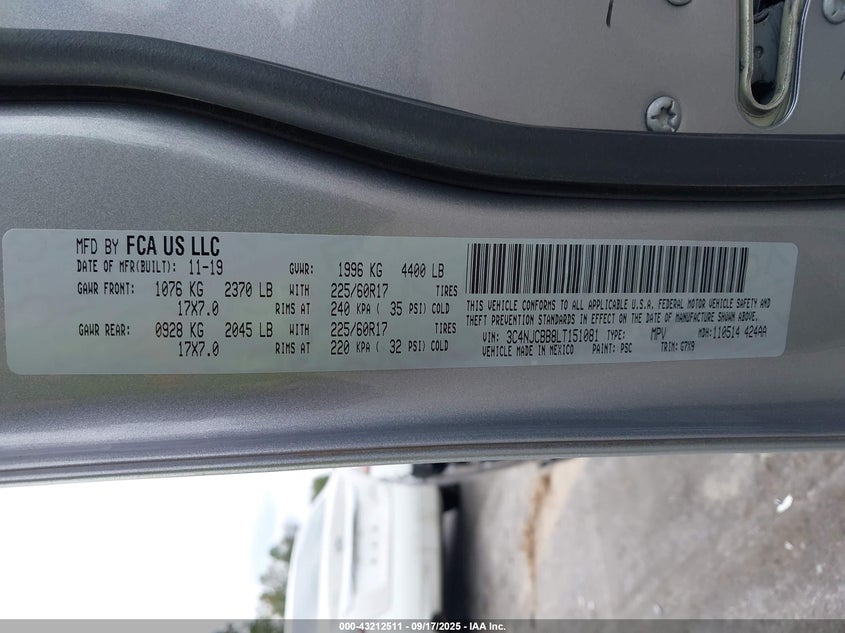 MFD BY FCA US LLC
DATE OF MFR(BUILT): 11-19 GVWR: 1996 KG 4400 LB
GAWR FRONT: 1076 KG 2370 LB WITH 225/60R17 TIRES
17X7.0 RIMS AT 240 KPA ( 35 PSI) COLD
GAWR REAR: 0928 KG 2045 LB WITH 225/60R17 TIRES
17X7.0 RIMS AT 220 KPA ( 32 PSI) COLD
THIS VEHICLE CONFORMS TO ALL APPLICABLE U.S.A. FEDERAL MOTOR VEHICLE SAFETY AND
THEFT PREVENTION STANDARDS IN EFFECT ON THE DATE OF MANUFACTURE SHOWN ABOVE.
VIN: 3C4NJCBB8LT151081 TYPE: MPV MDH: 110514 424AA
VEHICLE MADE IN MEXICO PAINT: PSC TRIM: G7X9
000-43212511 - 09/17/2025 - IAA Inc.